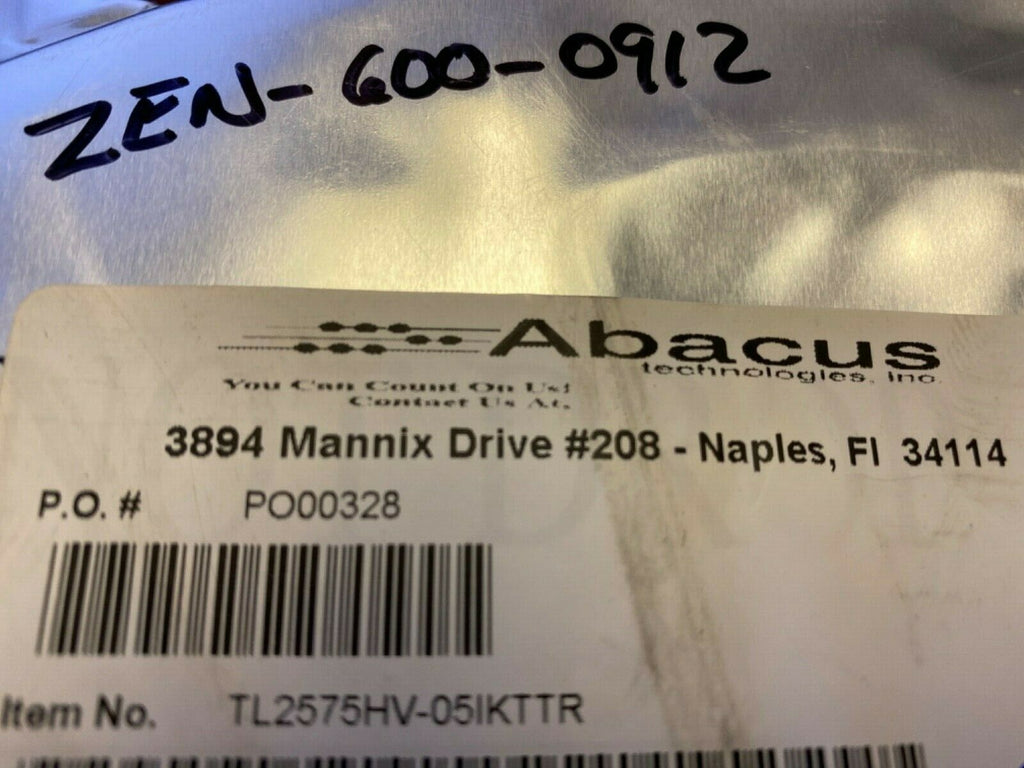 ZEN-600-0912
Abacus
technologies, inc.
You Can Count On Us!
Contact Us At.
3894 Mannix Drive #208 - Naples, Fl 34114
P.O. # PO00328
Item No. TL2575HV-05IKTTR